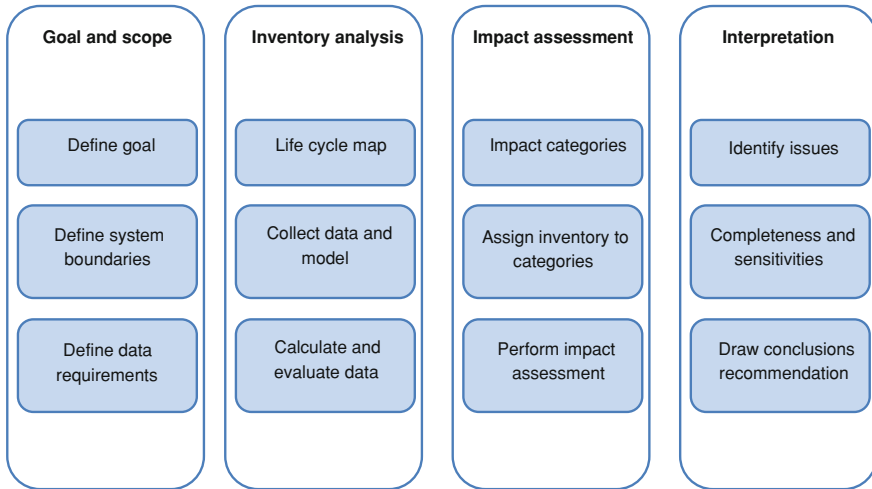 Goal and scope
Define goal
Define system
boundaries
Define data
requirements
Inventory analysis
Life cycle map
Collect data and
model
Calculate and
evaluate data
Impact assessment
Impact categories
Assign inventory to
categories
Perform impact
assessment
Interpretation
Identify issues
Completeness and
sensitivities
Draw conclusions
recommendation